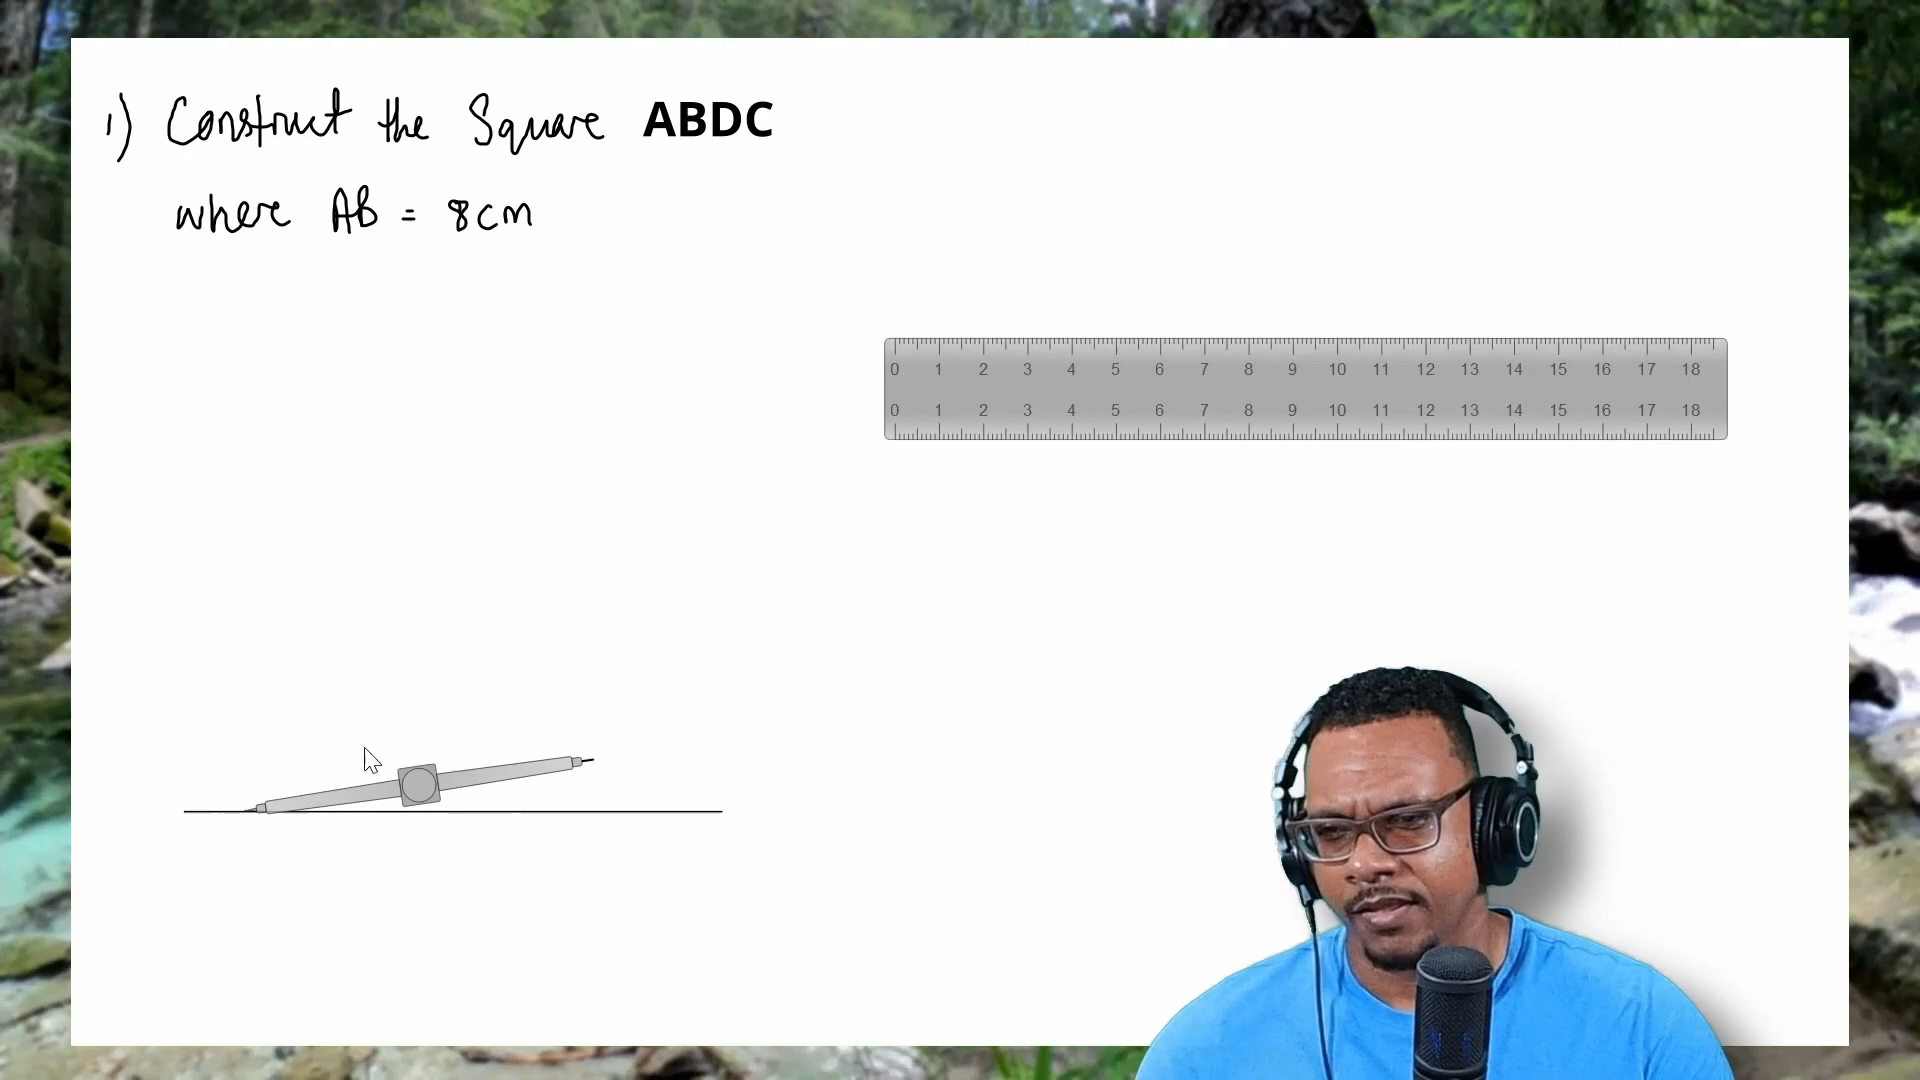 1) Construct the Square ABDC
where AB = 8cm
0 1 2 3 4 5 6 7 8 9 10 11 12 13 14 15 16 17 18
0 1 2 3 4 5 6 7 8 9 10 11 12 13 14 15 16 17 18